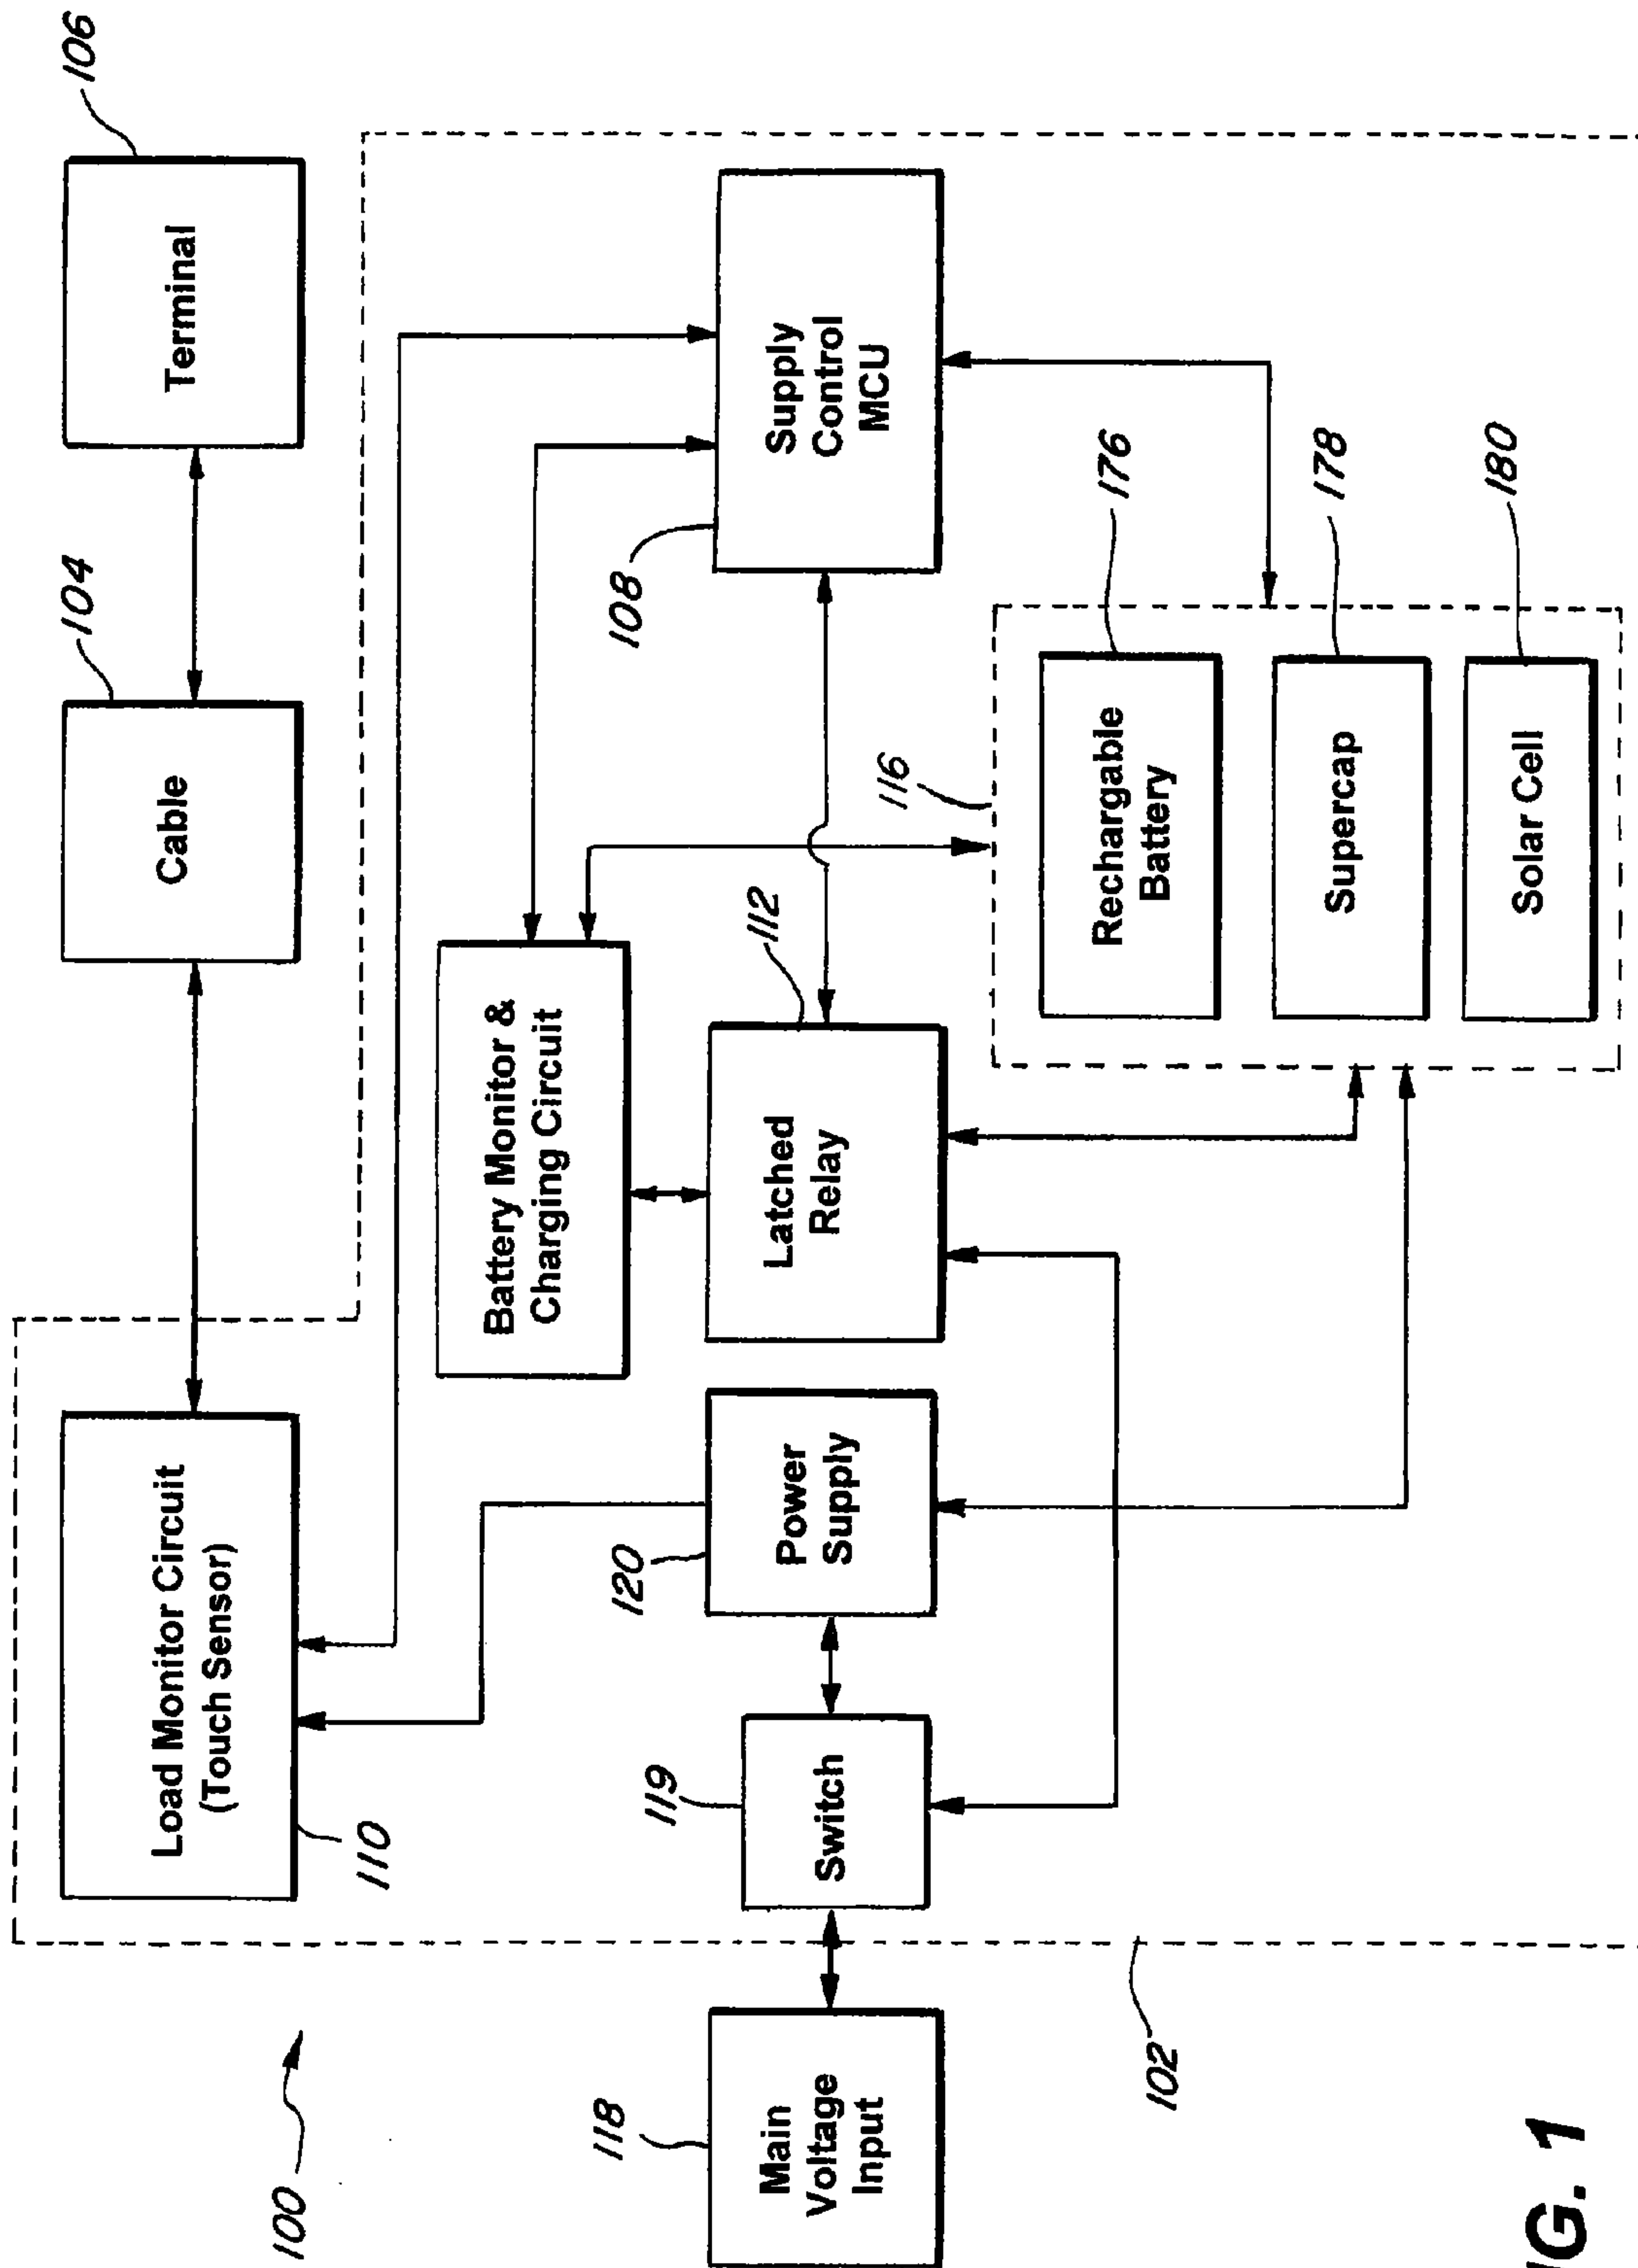 106
104
Terminal
Cable
Load Monitor Circuit
(Touch Sensor)
100
110
Battery Monitor &
Charging Circuit
108
112
120
119
118
Supply
Control
MCU
Latched
Relay
Power
Supply
Switch
Main
Voltage
Input
116
176
Rechargable
Battery
102
178
Supercap
180
Solar Cell
IG. 1